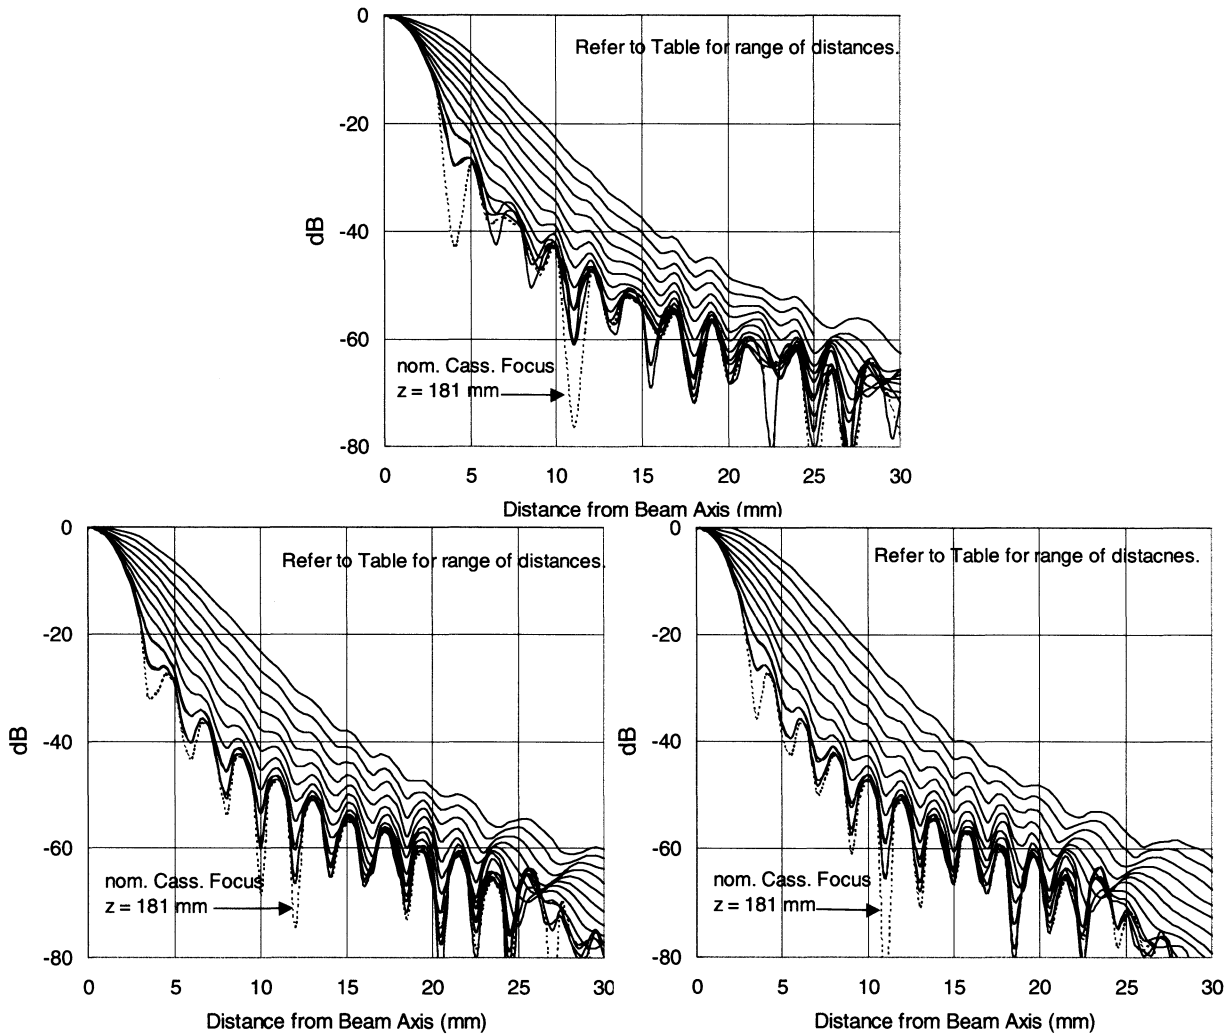 Refer to Table for range of distances.
0
-20
-40
-60
-80
dB
nom. Cass. Focus
z = 181 mm
0 5 10 15 20 25 30
Distance from Beam Axis (mm)
Refer to Table for range of distances.
0
-20
-40
-60
-80
dB
nom. Cass. Focus
z = 181 mm
0 5 10 15 20 25 30
Distance from Beam Axis (mm)
Refer to Table for range of distacnes.
0
-20
-40
-60
-80
dB
nom. Cass. Focus
z = 181 mm
0 5 10 15 20 25 30
Distance from Beam Axis (mm)